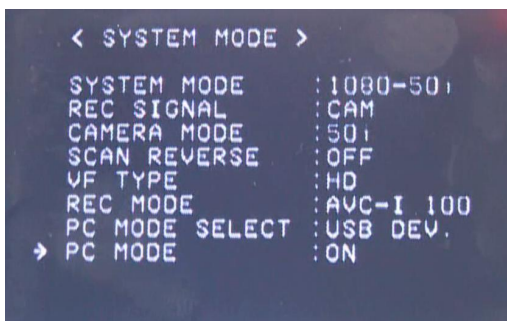 < SYSTEM MODE >
SYSTEM MODE :1080-50i
REC SIGNAL :CAM
CAMERA MODE :50i
SCAN REVERSE :OFF
VF TYPE :HD
REC MODE :AVC-I 100
PC MODE SELECT :USB DEV.
→ PC MODE :ON